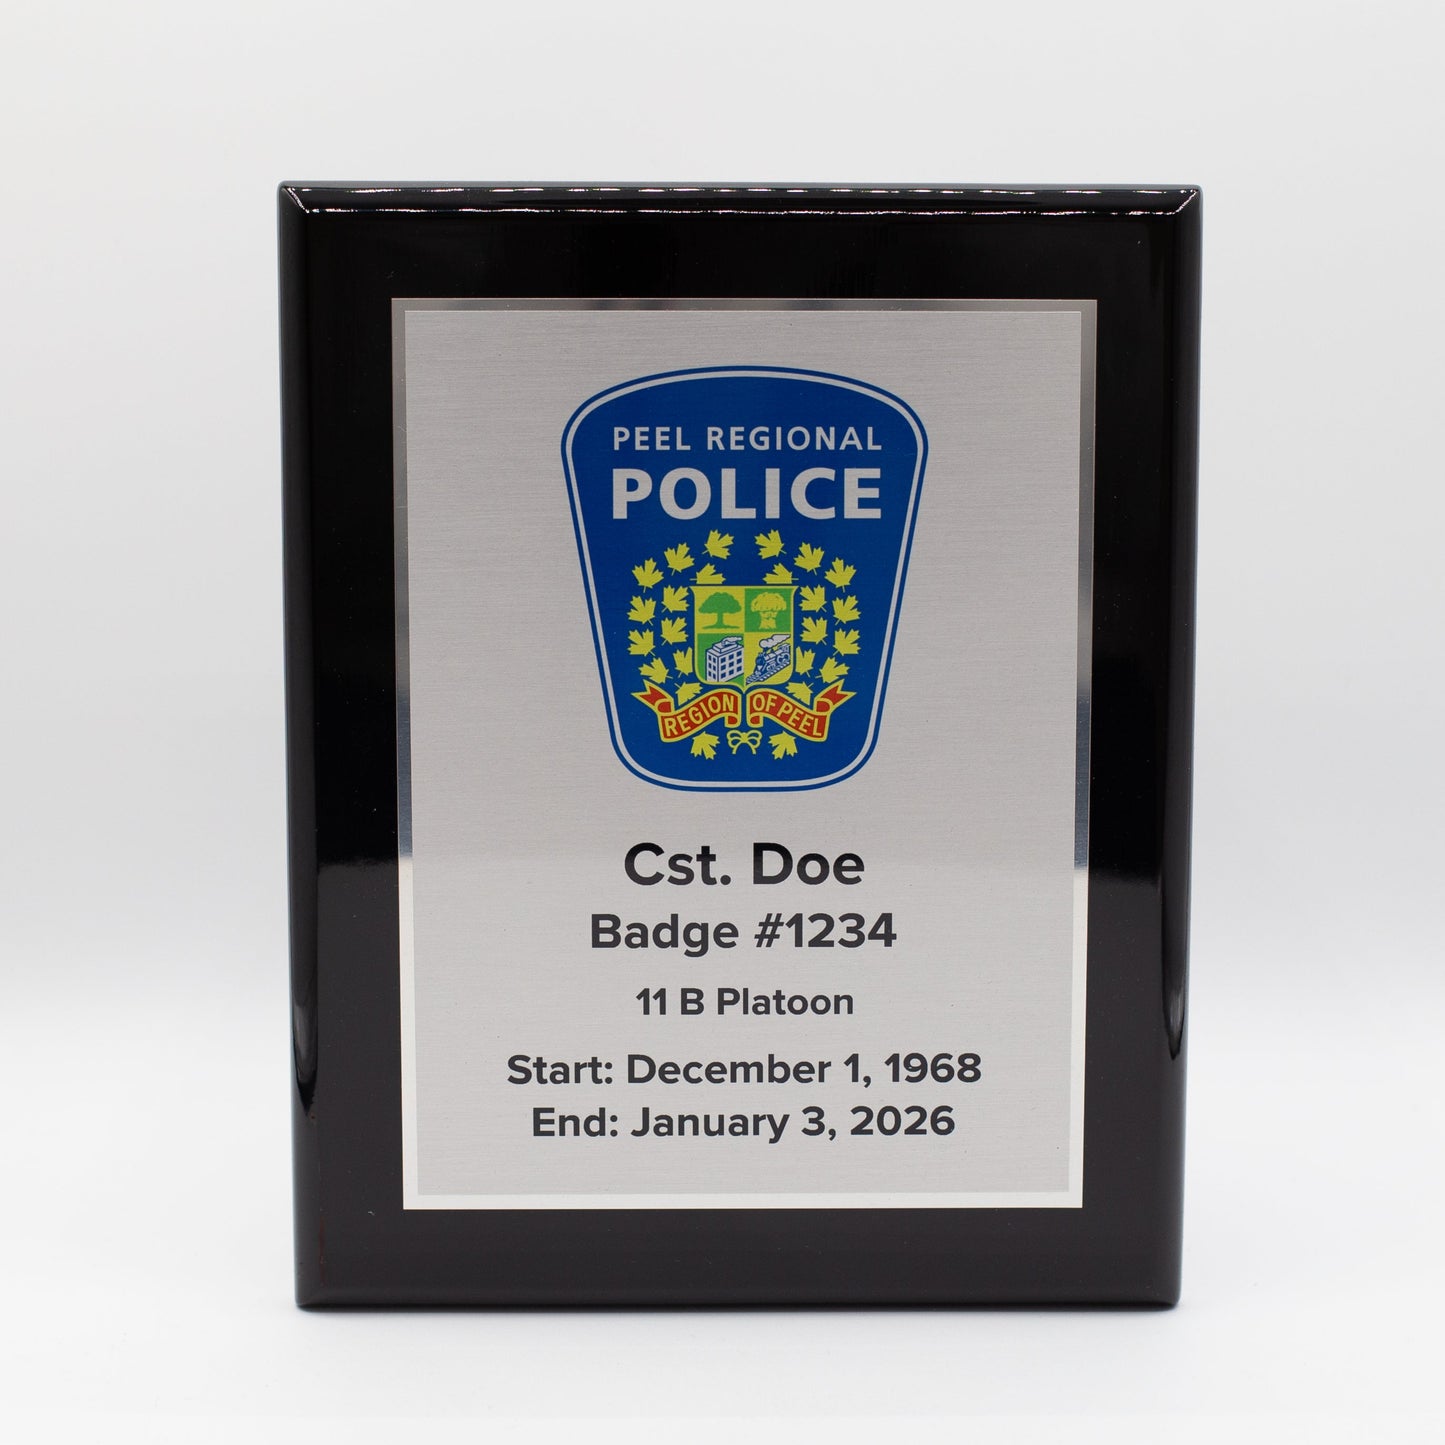 PEEL REGIONAL
POLICE
REGION OF PEEL
Cst. Doe
Badge #1234
11 B Platoon
Start: December 1, 1968
End: January 3, 2026